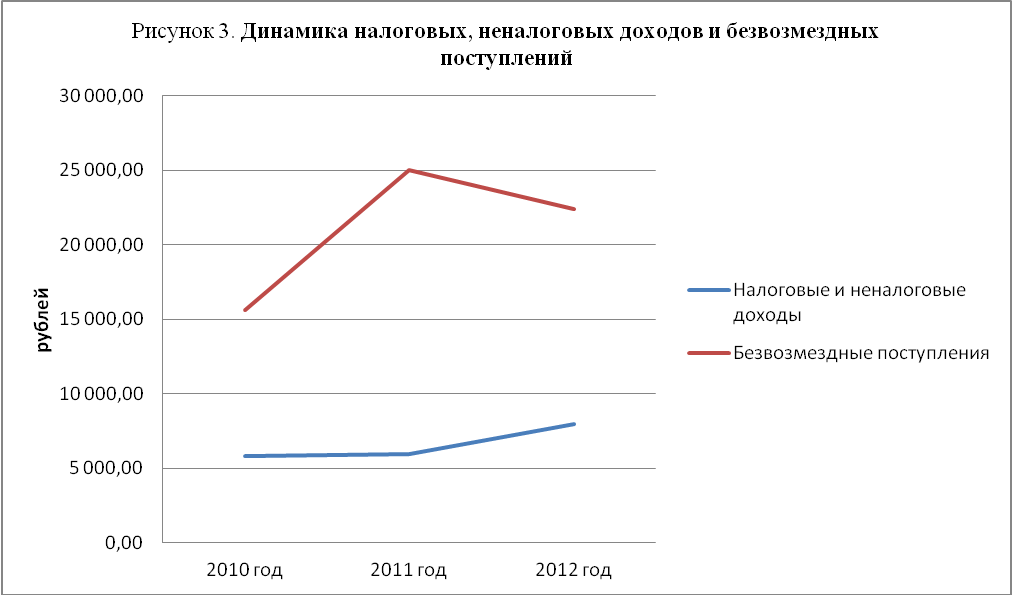 Рисунок 3. Динамика налоговых, неналоговых доходов и безвозмездных
поступлений
30 000,00
25 000,00
20 000,00
15 000,00
10 000,00
5 000,00
0,00
рублей
2010 год
2011 год
2012 год
Налоговые и неналоговые
доходы
Безвозмездные поступления